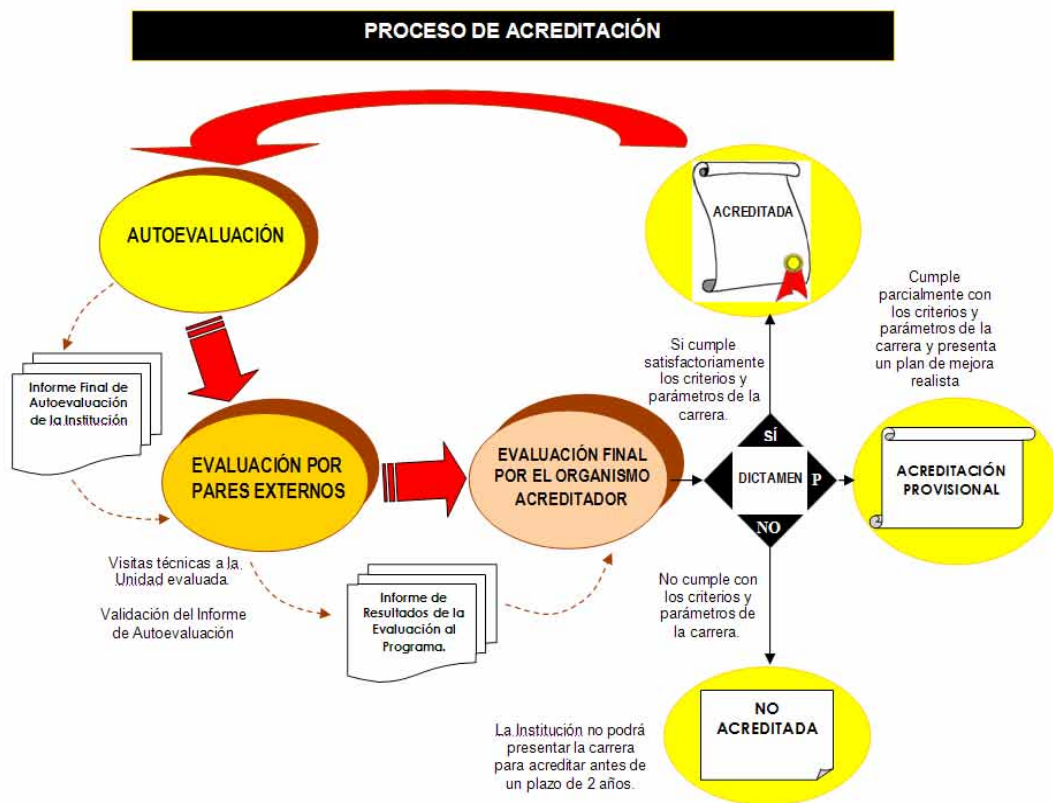 PROCESO DE ACREDITACIÓN
AUTOEVALUACIÓN
ACREDITADA
Cumple
parcialmente con
los criterios y
parámetros de la
carrera y presenta
un plan de mejora
realista
Si cumple
satisfactoriamente
los criterios y
parámetros de la
carrera.
Informe Final de
Autoevaluación
de la Institución
EVALUACIÓN POR
PARES EXTERNOS
EVALUACIÓN FINAL
POR EL ORGANISMO
ACREDITADOR
SÍ
DICTAMEN
P
NO
ACREDITACIÓN
PROVISIONAL
Visitas técnicas a la
Unidad evaluada
Validación del Informe
de Autoevaluación
Informe de
Resultados de la
Evaluación al
Programa.
No cumple con
los criterios y
parámetros de
la carrera.
NO
ACREDITADA
La Institución no podrá
presentar la carrera
para acreditar antes de
un plazo de 2 años.